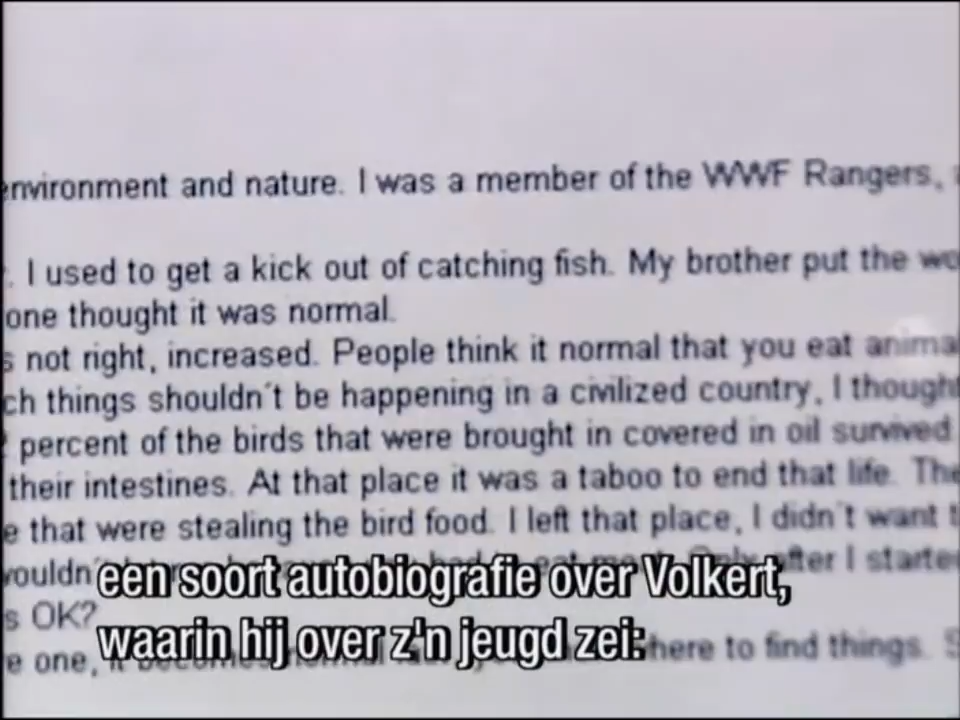 environment and nature. I was a member of the WWF Rangers,
. I used to get a kick out of catching fish. My brother put the wo
one thought it was normal.
s not right, increased. People think it normal that you eat anima
ch things shouldn´t be happening in a civilized country, I thought
percent of the birds that were brought in covered in oil survived
their intestines. At that place it was a taboo to end that life. The
e that were stealing the bird food. I left that place, I didn´t want t
after I started
een soort autobiografie over Volkert,
s OK?
waarin hij over z'n jeugd zei:
e one, here to find things. S